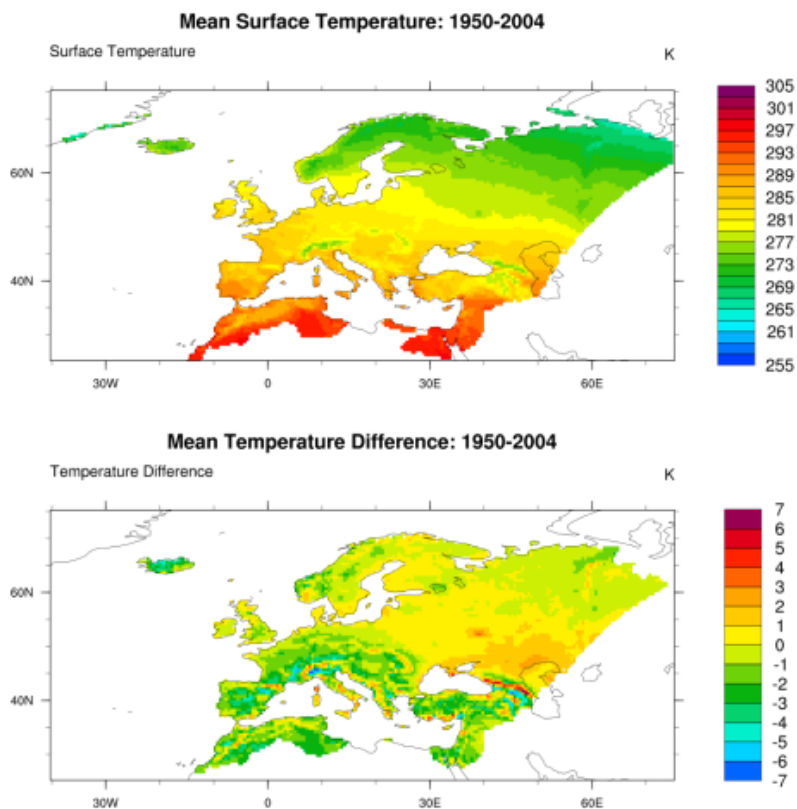 Mean Surface Temperature: 1950-2004
Surface Temperature
K
305
301
297
293
289
285
281
277
273
269
265
261
255
60N
40N
30W
0
30E
60E
Mean Temperature Difference: 1950-2004
Temperature Difference
K
7
6
5
4
3
2
1
0
-1
-2
-3
-4
-5
-6
-7
60N
40N
30W
0
30E
60E